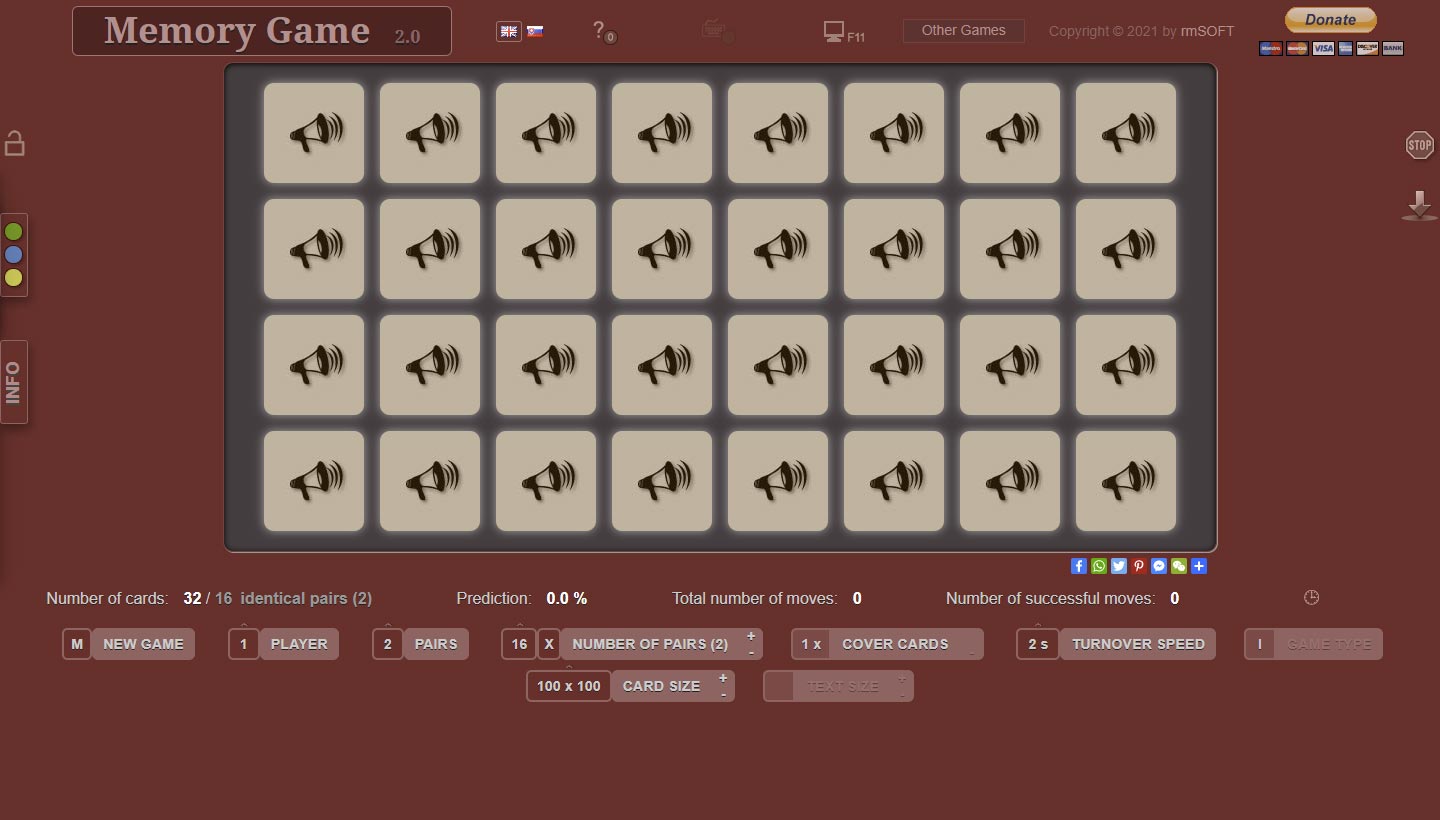 Memory Game 2.0
? 0
F11
Other Games
Copyright © 2021 by rmSOFT
Donate
VISA
BANK
STOP
INFO
Number of cards: 32 / 16 identical pairs (2)
Prediction: 0.0 %
Total number of moves: 0
Number of successful moves: 0
M NEW GAME
1 PLAYER
2 PAIRS
16 X NUMBER OF PAIRS (2) + -
1 x COVER CARDS -
2 s TURNOVER SPEED
I GAME TYPE
100 x 100 CARD SIZE + -
TEXT SIZE + -